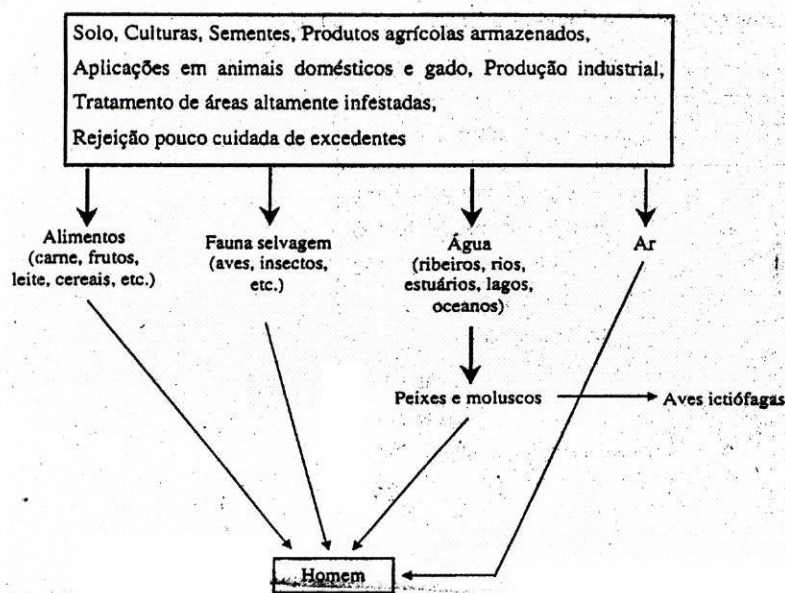 Solo, Culturas, Sementes, Produtos agrícolas armazenados,
Aplicações em animais domésticos e gado, Produção industrial,
Tratamento de áreas altamente infestadas,
Rejeição pouco cuidada de excedentes
Alimentos
(carne, frutos,
leite, cereais, etc.)
Fauna selvagem
(aves, insectos,
etc.)
Água
(ribeiros, rios,
estuários, lagos,
oceanos)
Ar
Peixes e moluscos
Aves ictiófagas
Homem